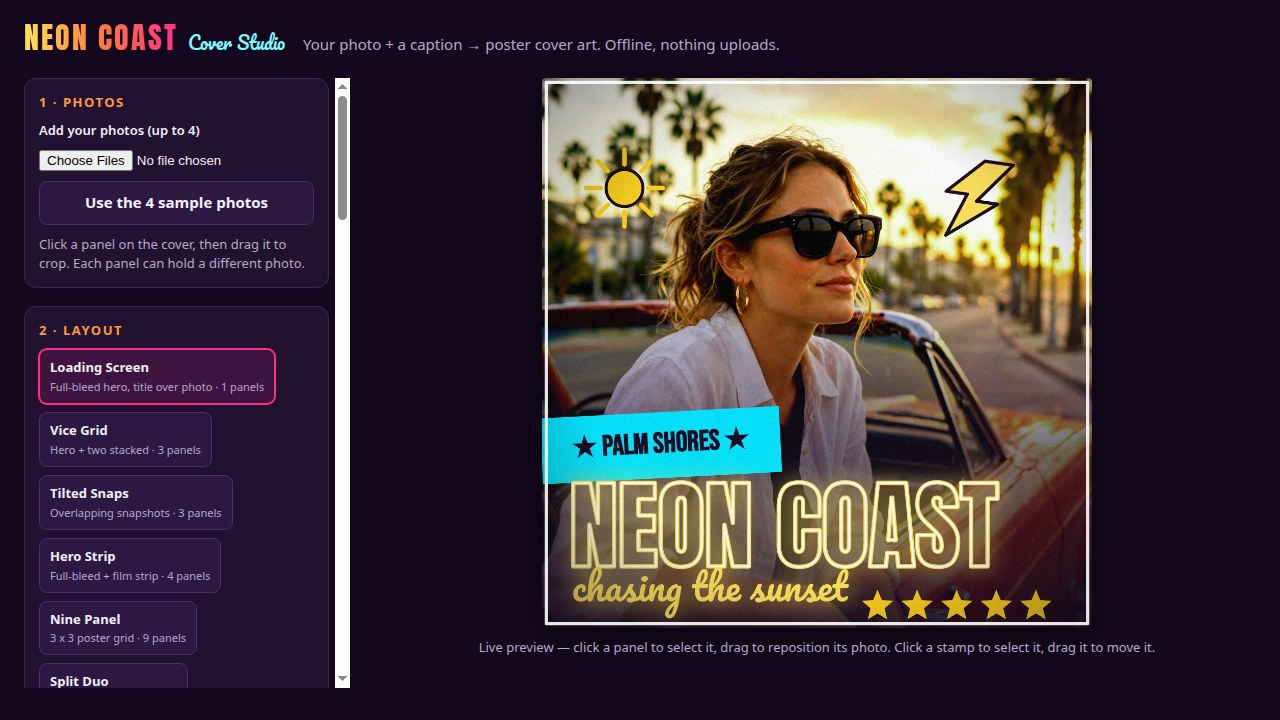 NEON COAST Cover Studio Your photo + a caption → poster cover art. Offline, nothing uploads.
1 · PHOTOS
Add your photos (up to 4)
Choose Files No file chosen
Use the 4 sample photos
Click a panel on the cover, then drag it to
crop. Each panel can hold a different photo.
2 · LAYOUT
Loading Screen
Full-bleed hero, title over photo · 1 panels
Vice Grid
Hero + two stacked · 3 panels
Tilted Snaps
Overlapping snapshots · 3 panels
Hero Strip
Full-bleed + film strip · 4 panels
Nine Panel
3 x 3 poster grid · 9 panels
Split Duo
★ PALM SHORES ★
NEON COAST
chasing the sunset
Live preview — click a panel to select it, drag to reposition its photo. Click a stamp to select it, drag it to move it.